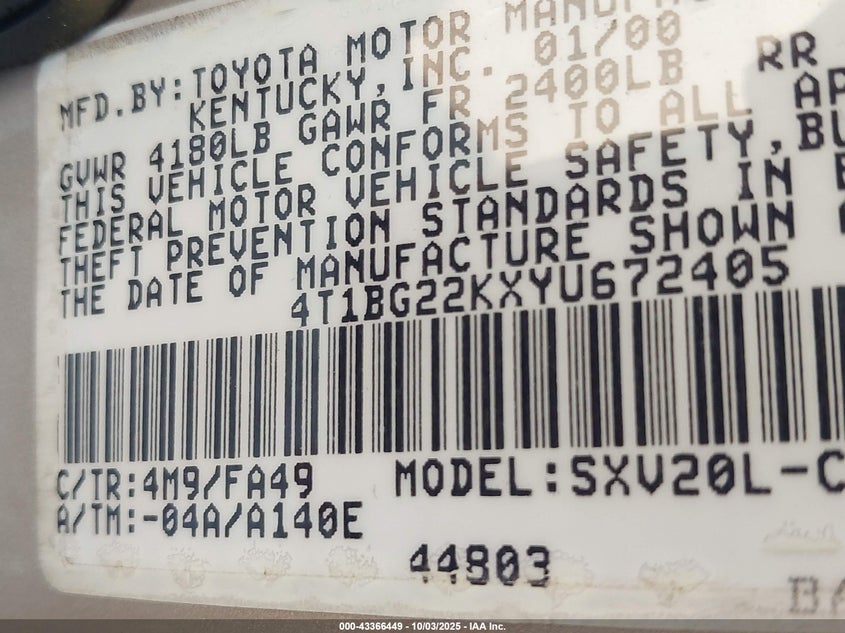 MFD.BY:TOYOTA MOTOR
KENTUCKY,INC. 01/00
GVWR 4180LB GAWR FR 2400LB RR
THIS VEHICLE CONFORMS TO ALL AP
FEDERAL MOTOR VEHICLE SAFETY,BU
THEFT PREVENTION STANDARDS IN E
THE DATE OF MANUFACTURE SHOWN
4T1BG22KXYU672405
C/TR:4M9/FA49 MODEL:SXV20L-C
A/TM:-04A/A140E
44803
000-43366449 - 10/03/2025 - IAA Inc.